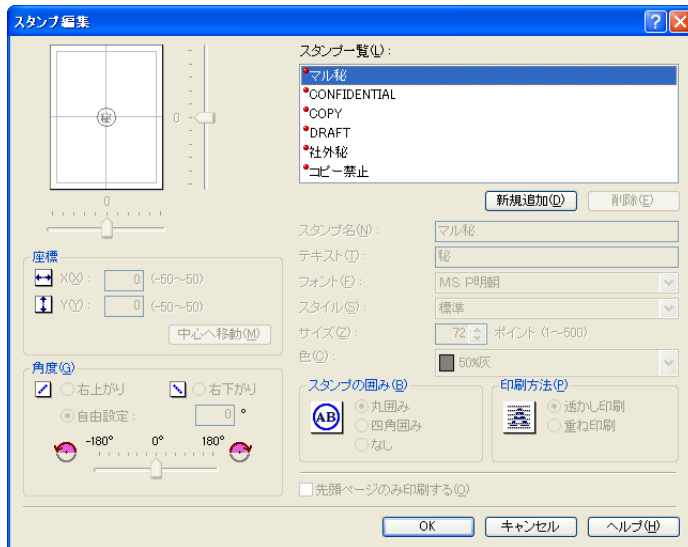 スタンプ編集
スタンプ一覧(L):
マル秘
CONFIDENTIAL
COPY
DRAFT
社外秘
コピー禁止
秘
0
0
新規追加(D)
削除(E)
座標
X(X): 0 (-50～50)
Y(Y): 0 (-50～50)
中心へ移動(M)
角度(G)
右上がり
右下がり
自由設定: 0 °
-180° 0° 180°
スタンプ名(N): マル秘
テキスト(T): 秘
フォント(F): MS P明朝
スタイル(S): 標準
サイズ(Z): 72 ポイント (1～500)
色(C): 50%灰
スタンプの囲み(B)
AB
丸囲み
四角囲み
なし
印刷方法(P)
A
透かし印刷
重ね印刷
先頭ページのみ印刷する(O)
OK
キャンセル
ヘルプ(H)